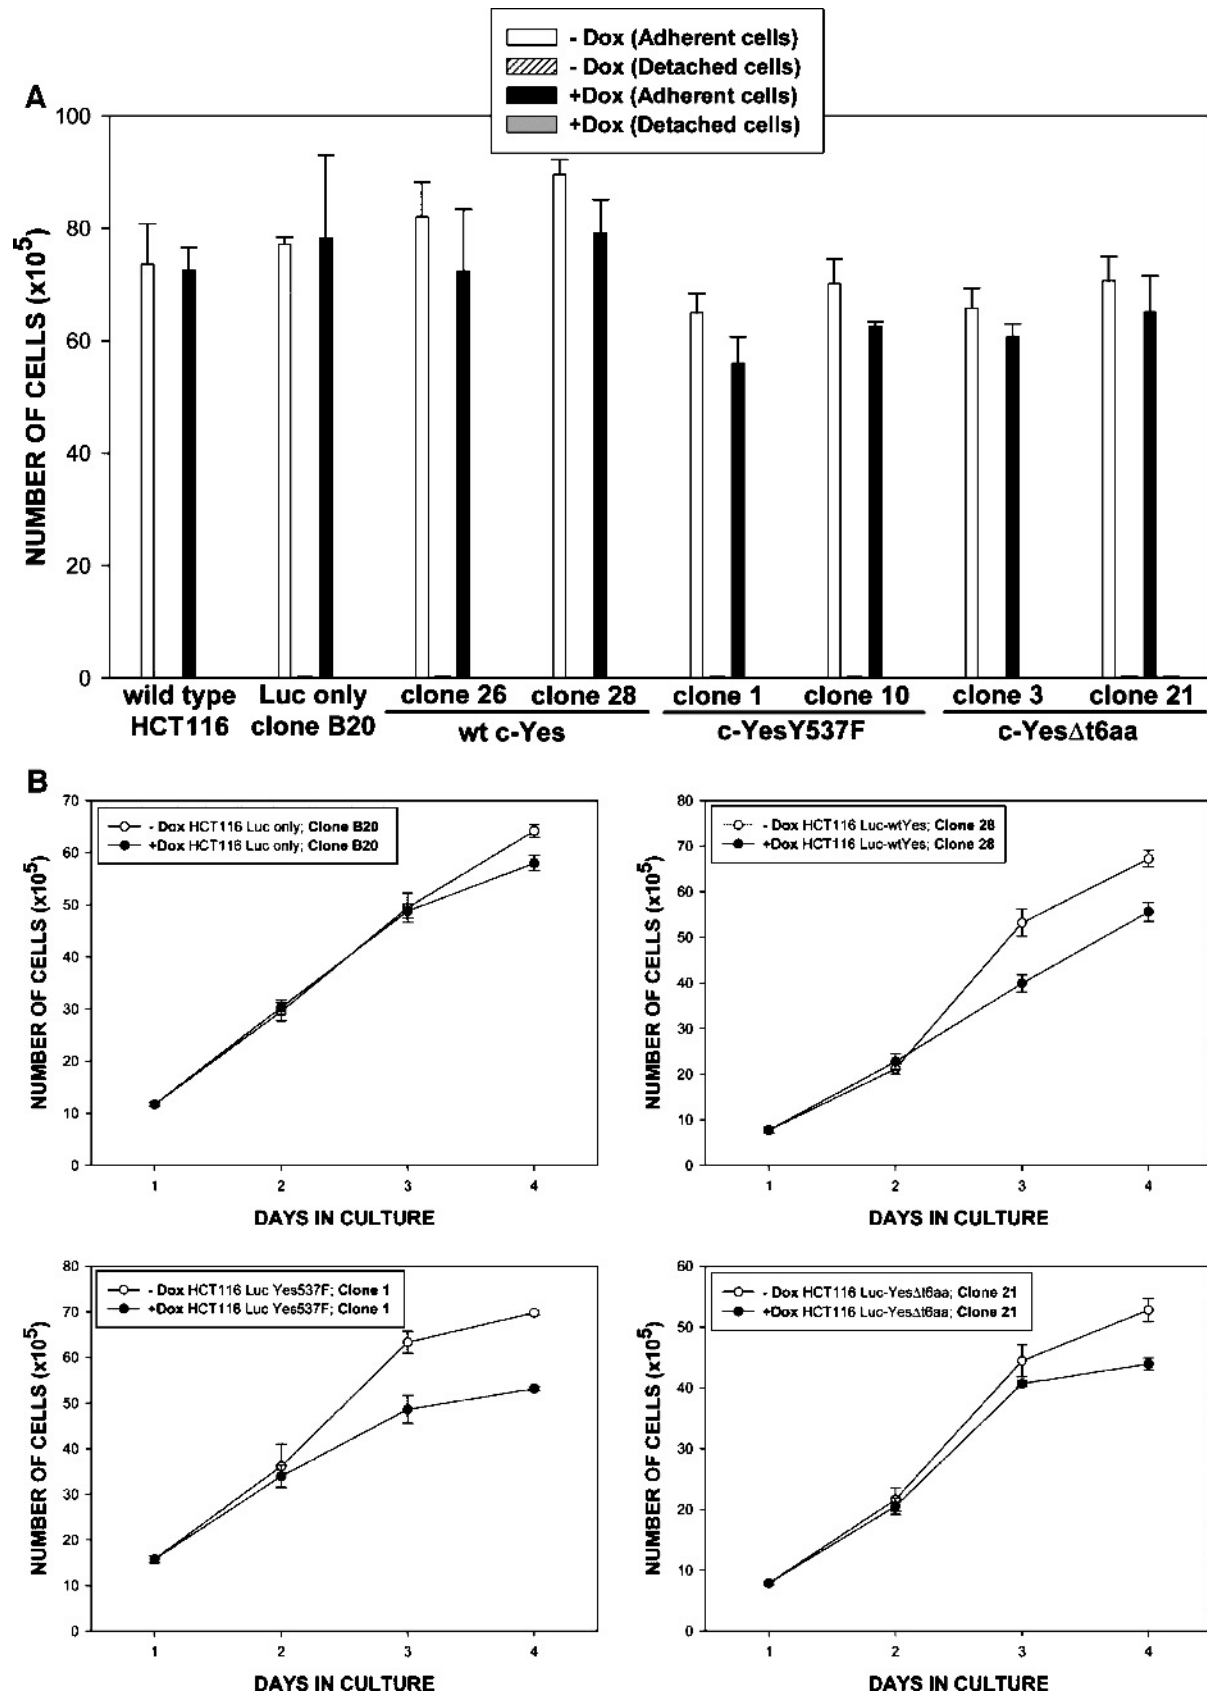 - Dox (Adherent cells)
- Dox (Detached cells)
+Dox (Adherent cells)
+Dox (Detached cells)
A
NUMBER OF CELLS (x10⁵)
100
80
60
40
20
0
wild type HCT116
Luc only clone B20
clone 26
clone 28
wt c-Yes
clone 1
clone 10
c-YesY537F
clone 3
clone 21
c-YesΔt6aa
B
NUMBER OF CELLS (x10⁵)
70
60
50
40
30
20
10
0
- Dox HCT116 Luc only; Clone B20
+Dox HCT116 Luc only; Clone B20
1 2 3 4
DAYS IN CULTURE
NUMBER OF CELLS (x10⁵)
80
70
60
50
40
30
20
10
0
- Dox HCT116 Luc-wtYes; Clone 28
+Dox HCT116 Luc-wtYes; Clone 28
1 2 3 4
DAYS IN CULTURE
NUMBER OF CELLS (x10⁵)
80
70
60
50
40
30
20
10
0
- Dox HCT116 Luc Yes537F; Clone 1
+Dox HCT116 Luc Yes537F; Clone 1
1 2 3 4
DAYS IN CULTURE
NUMBER OF CELLS (x10⁵)
60
50
40
30
20
10
0
- Dox HCT116 Luc-YesΔt6aa; Clone 21
+Dox HCT116 Luc-YesΔt6aa; Clone 21
1 2 3 4
DAYS IN CULTURE